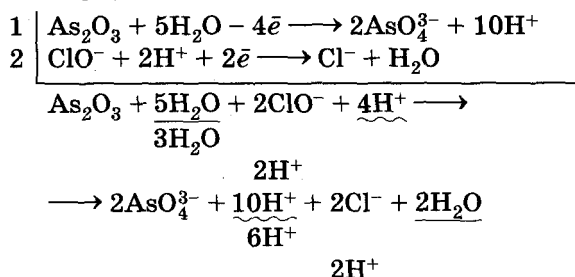 1 | As₂O₃ + 5H₂O – 4ē ⟶ 2AsO₄³⁻ + 10H⁺
2 | ClO⁻ + 2H⁺ + 2ē ⟶ Cl⁻ + H₂O
As₂O₃ + 5H₂O + 2ClO⁻ + 4H⁺ ⟶
3H₂O
2H⁺
⟶ 2AsO₄³⁻ + 10H⁺ + 2Cl⁻ + 2H₂O
6H⁺
2H⁺